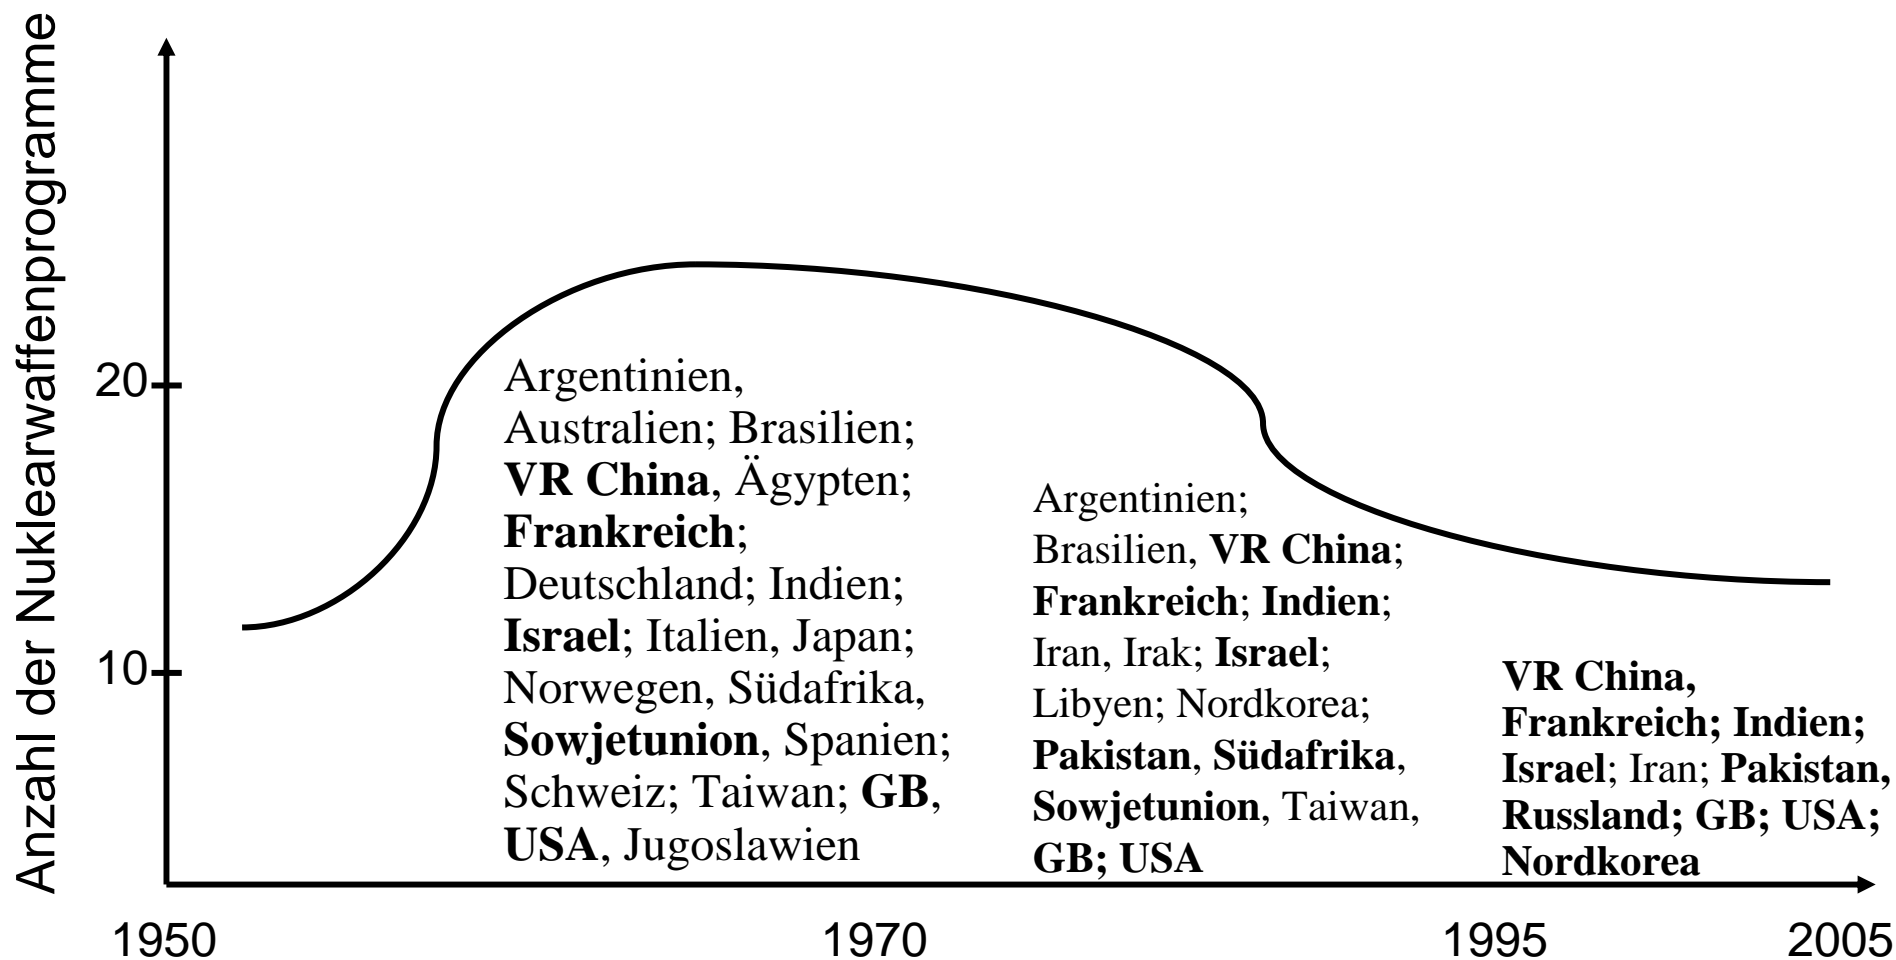 Anzahl der Nuklearwaffenprogramme
20
10
Argentinien,
Australien; Brasilien;
VR China, Ägypten;
Frankreich;
Deutschland; Indien;
Israel; Italien, Japan;
Norwegen, Südafrika,
Sowjetunion, Spanien;
Schweiz; Taiwan; GB,
USA, Jugoslawien
Argentinien;
Brasilien, VR China;
Frankreich; Indien;
Iran, Irak; Israel;
Libyen; Nordkorea;
Pakistan, Südafrika,
Sowjetunion, Taiwan,
GB; USA
VR China,
Frankreich; Indien;
Israel; Iran; Pakistan,
Russland; GB; USA;
Nordkorea
1950
1970
1995
2005